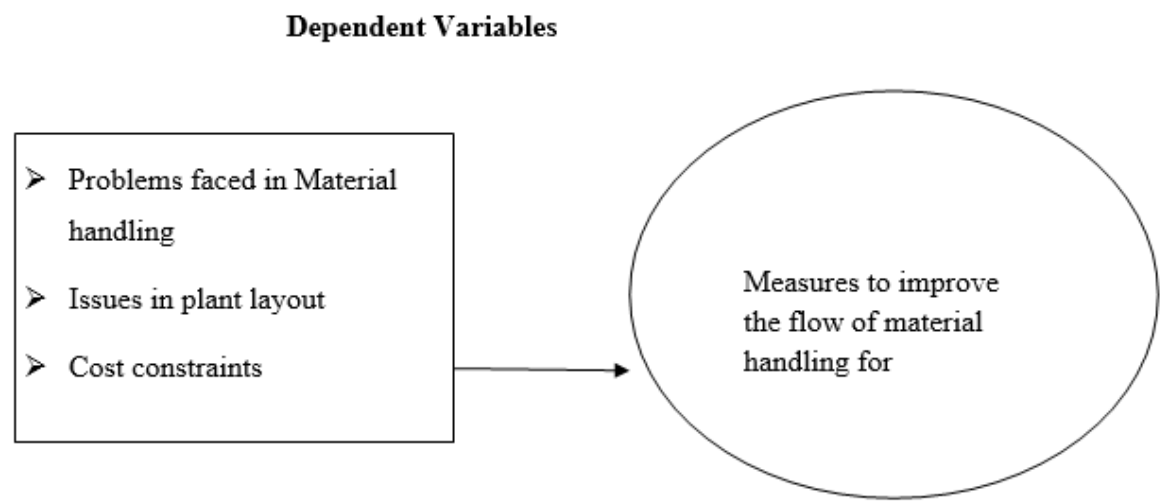 Dependent Variables
➢ Problems faced in Material
handling
➢ Issues in plant layout
➢ Cost constraints
Measures to improve
the flow of material
handling for